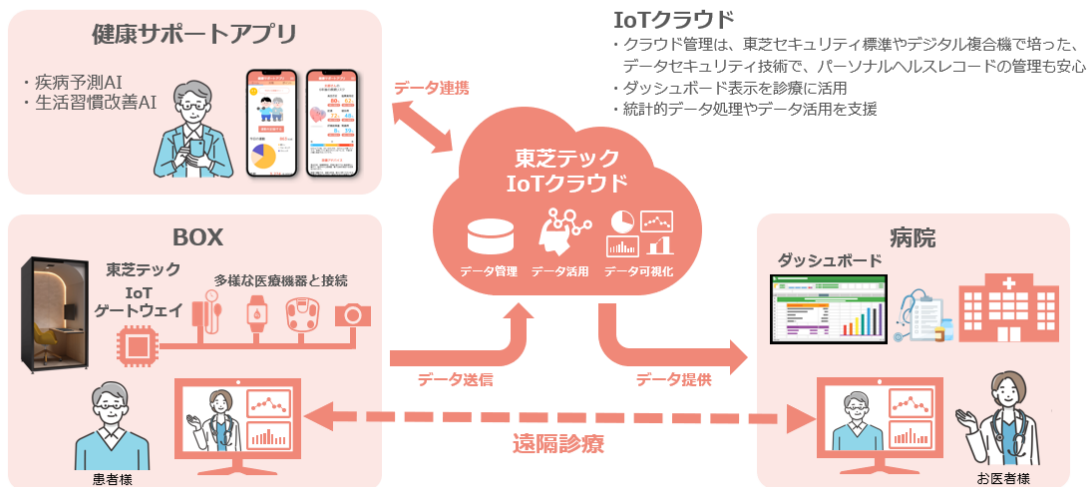 健康サポートアプリ
・疾病予測AI
・生活習慣改善AI
データ連携
IoTクラウド
・クラウド管理は、東芝セキュリティ標準やデジタル複合機で培った、
データセキュリティ技術で、パーソナルヘルスレコードの管理も安心
・ダッシュボード表示を診療に活用
・統計的データ処理やデータ活用を支援
東芝テック
IoTクラウド
データ管理
データ活用
データ可視化
BOX
東芝テック
IoT
ゲートウェイ
多様な医療機器と接続
患者様
データ送信
データ提供
遠隔診療
病院
ダッシュボード
お医者様